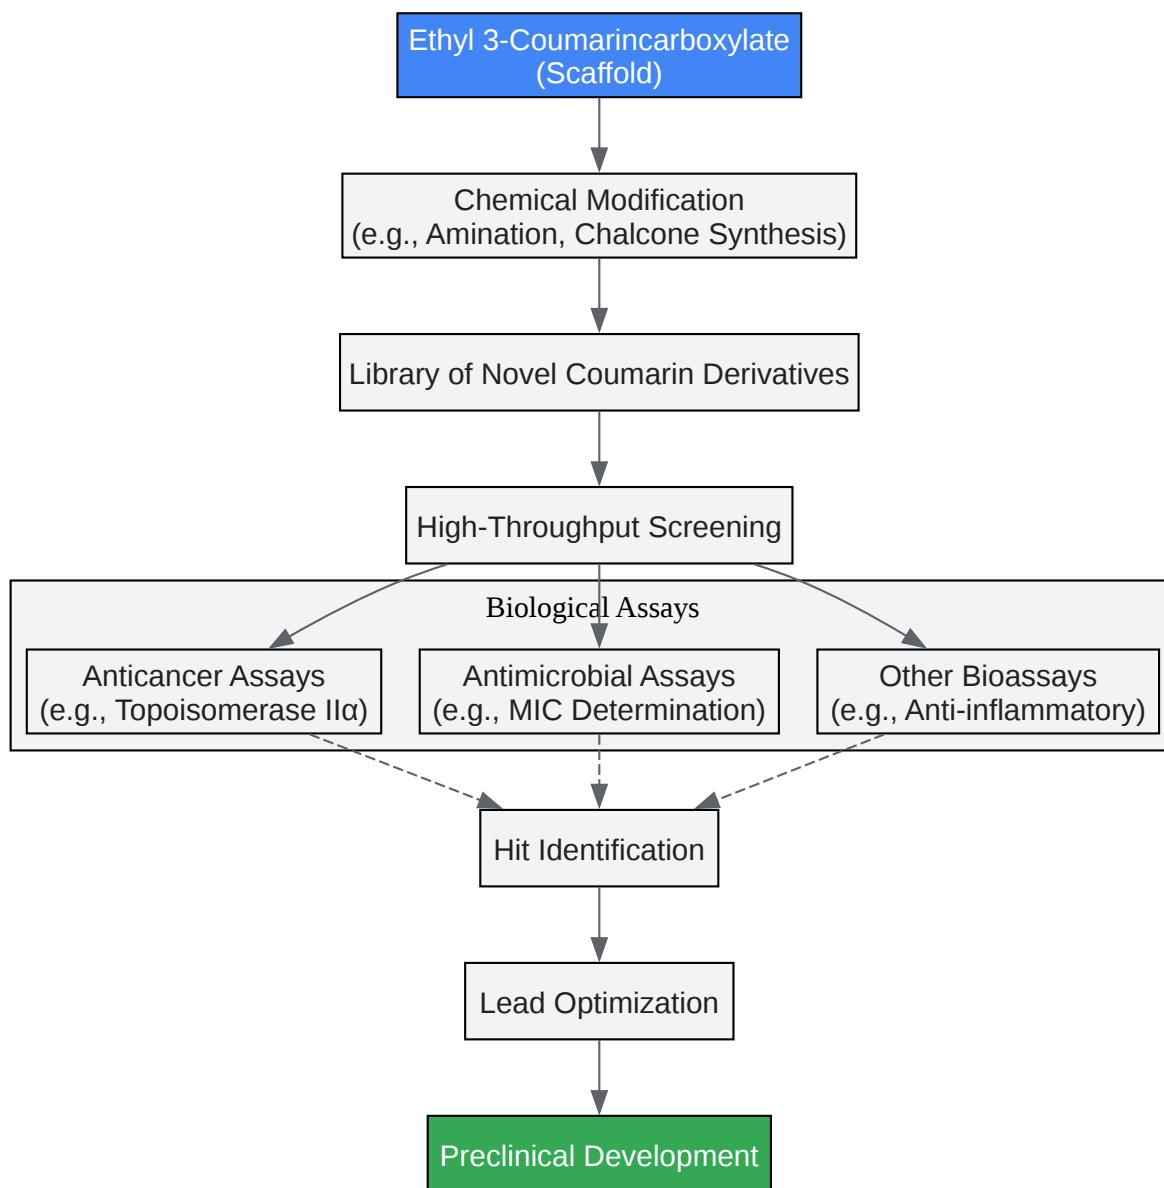 Ethyl 3-Coumarincarboxylate
(Scaffold)
Chemical Modification
(e.g., Amination, Chalcone Synthesis)
Library of Novel Coumarin Derivatives
High-Throughput Screening
Biological Assays
Anticancer Assays
(e.g., Topoisomerase IIα)
Antimicrobial Assays
(e.g., MIC Determination)
Other Bioassays
(e.g., Anti-inflammatory)
Hit Identification
Lead Optimization
Preclinical Development